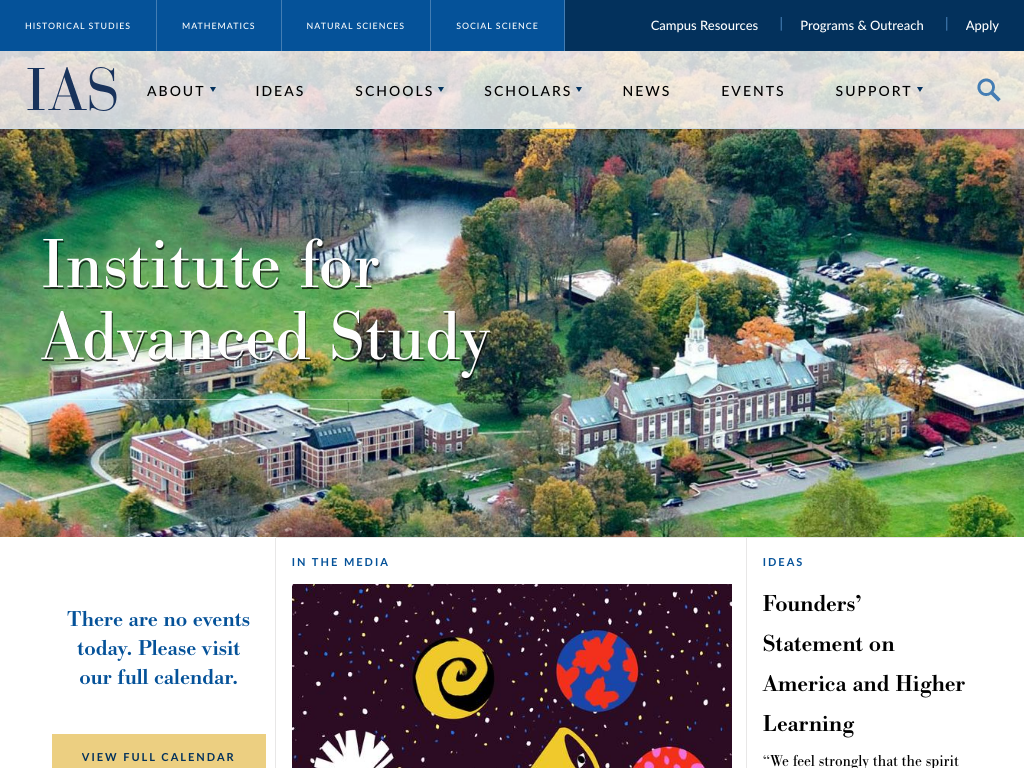 HISTORICAL STUDIES
MATHEMATICS
NATURAL SCIENCES
SOCIAL SCIENCE
Campus Resources
Programs & Outreach
Apply
IAS
ABOUT
IDEAS
SCHOOLS
SCHOLARS
NEWS
EVENTS
SUPPORT
Institute for
Advanced Study
There are no events
today. Please visit
our full calendar.
VIEW FULL CALENDAR
IN THE MEDIA
IDEAS
Founders’
Statement on
America and Higher
Learning
“We feel strongly that the spirit